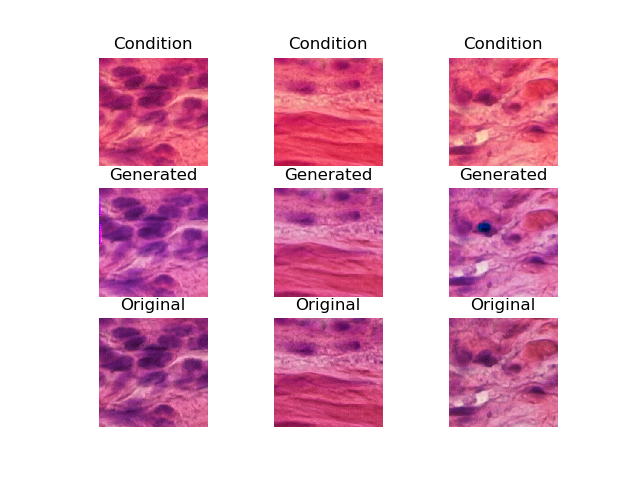 Condition Condition Condition
Generated Generated Generated
Original Original Original